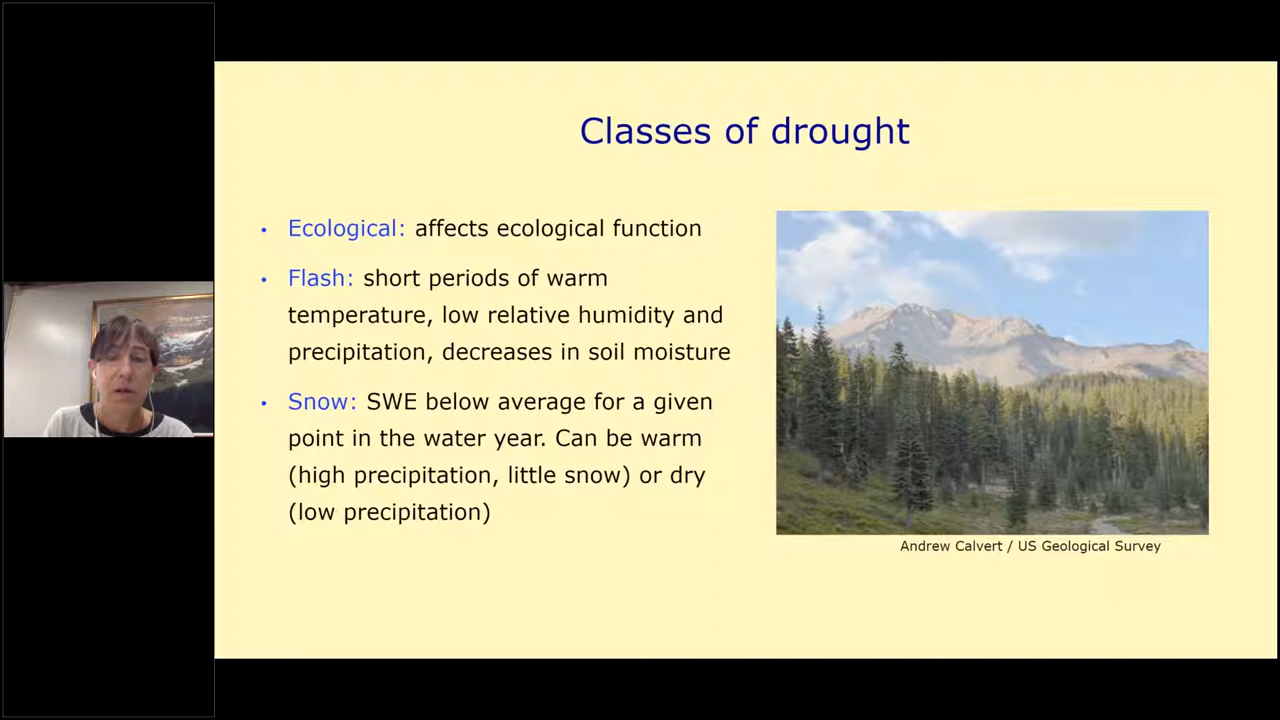 Classes of drought
• Ecological: affects ecological function
• Flash: short periods of warm
temperature, low relative humidity and
precipitation, decreases in soil moisture
• Snow: SWE below average for a given
point in the water year. Can be warm
(high precipitation, little snow) or dry
(low precipitation)
Andrew Calvert / US Geological Survey